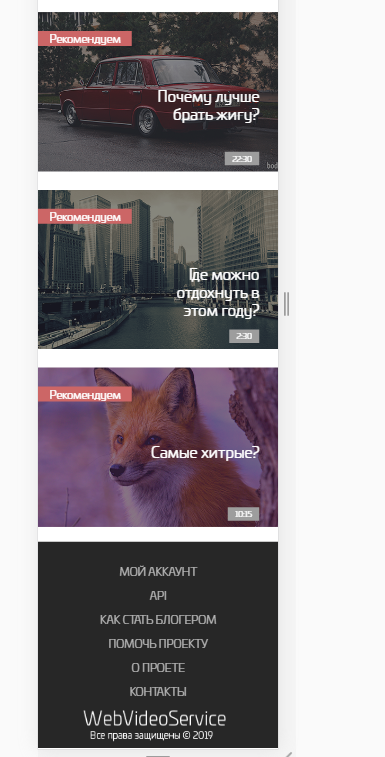 Рекомендуем
Почему лучше
брать жигу?
22:30
bod
Рекомендуем
Где можно
отдохнуть в
этом году?
2:30
Рекомендуем
Самые хитрые?
10:15
МОЙ АККАУНТ
API
КАК СТАТЬ БЛОГЕРОМ
ПОМОЧЬ ПРОЕКТУ
О ПРОЕТЕ
КОНТАКТЫ
WebVideoService
Все права защищены © 2019